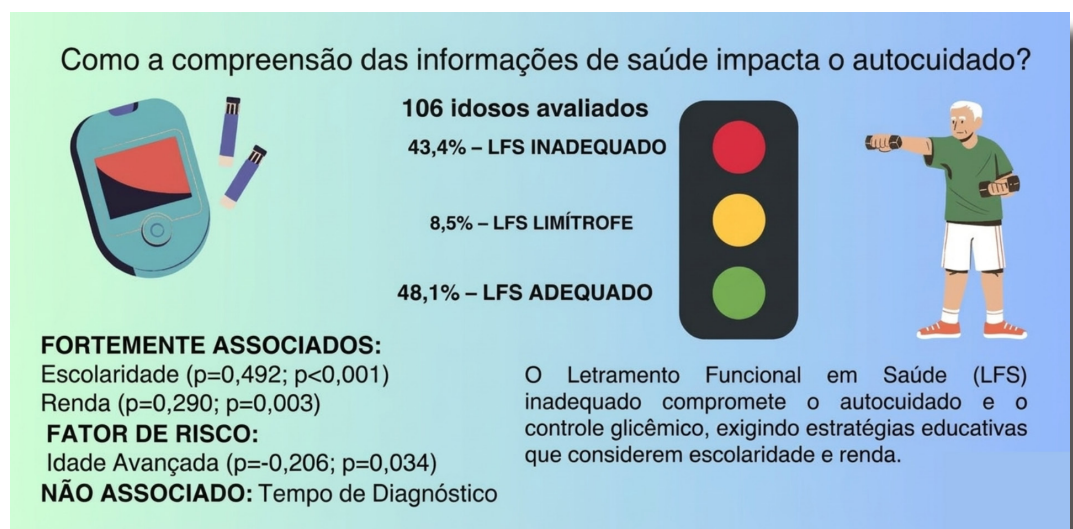 Como a compreensão das informações de saúde impacta o autocuidado?
106 idosos avaliados
43,4% – LFS INADEQUADO
8,5% – LFS LIMÍTROFE
48,1% – LFS ADEQUADO
FORTEMENTE ASSOCIADOS:
Escolaridade (p=0,492; p<0,001)
Renda (p=0,290; p=0,003)
FATOR DE RISCO:
Idade Avançada (p=-0,206; p=0,034)
NÃO ASSOCIADO: Tempo de Diagnóstico
O Letramento Funcional em Saúde (LFS)
inadequado compromete o autocuidado e o
controle glicêmico, exigindo estratégias educativas
que considerem escolaridade e renda.